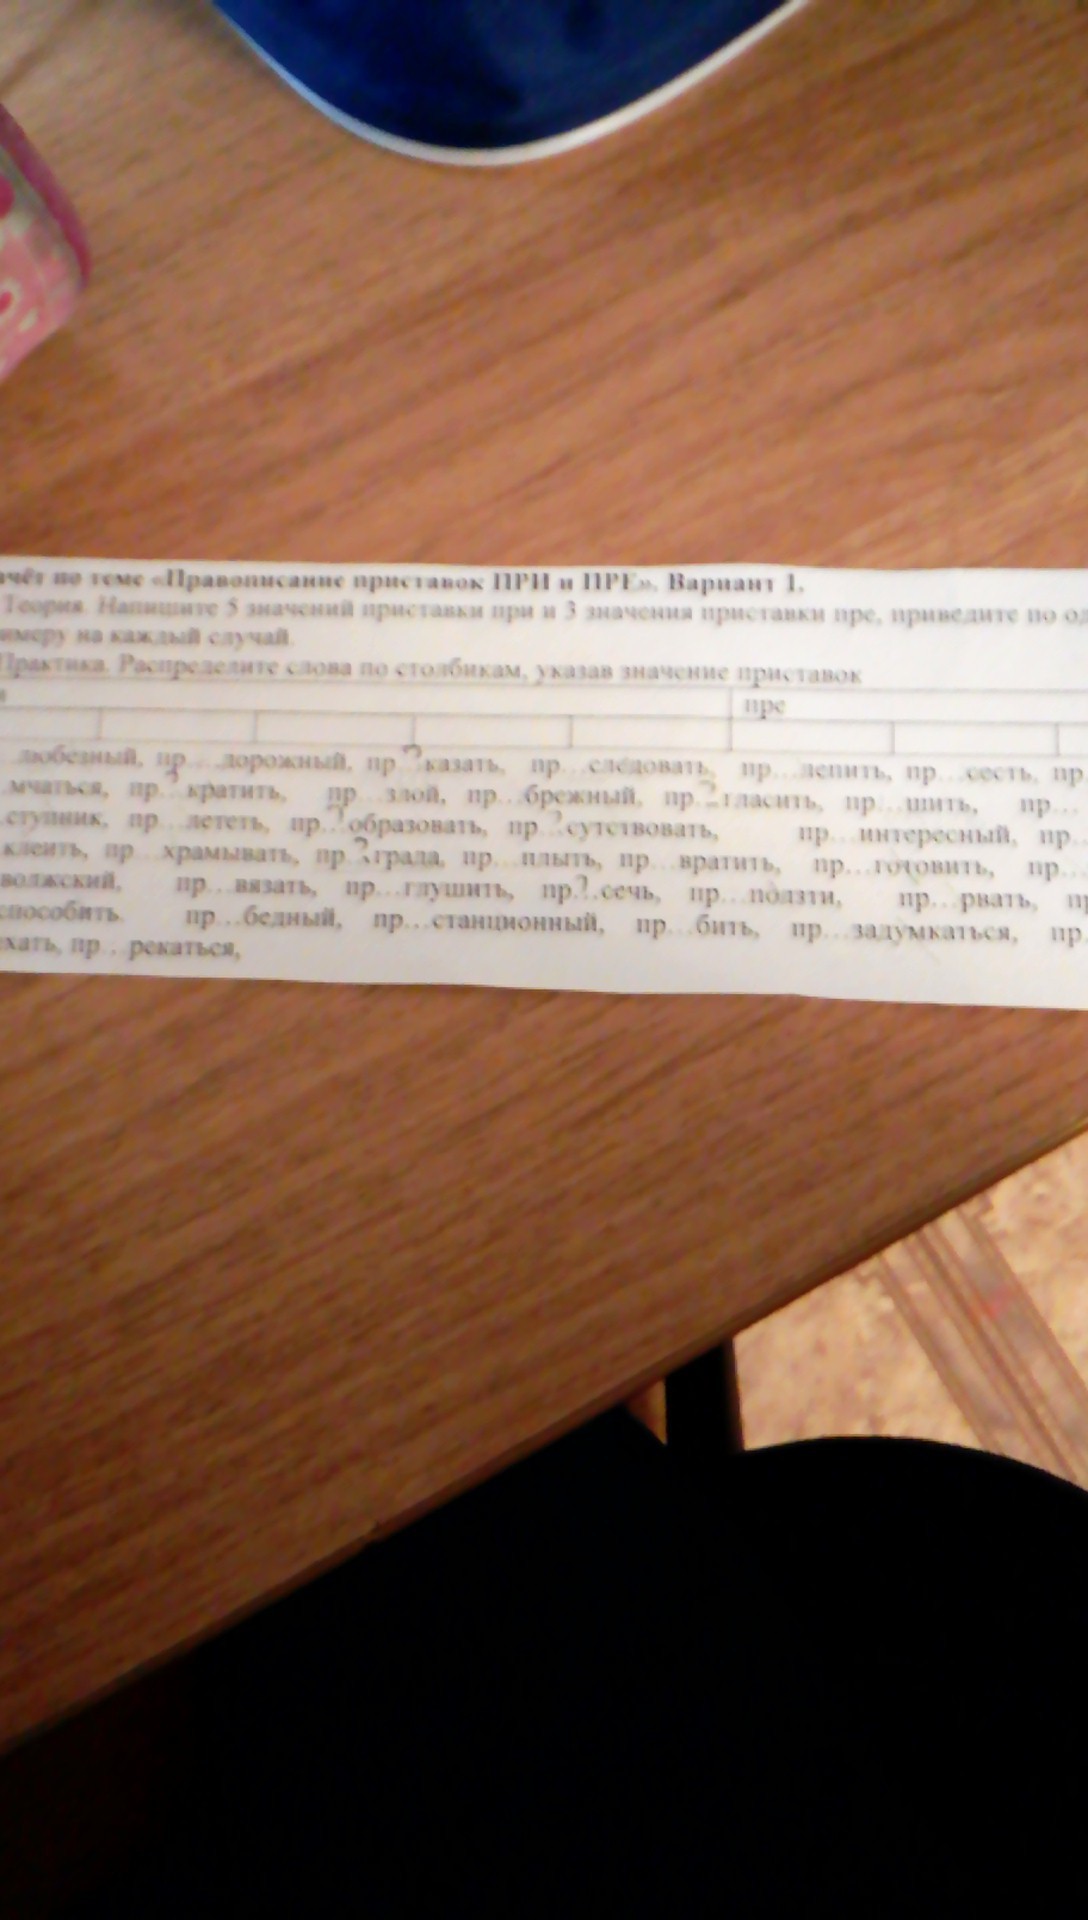 чёт по теме «Правописание приставок ПРИ и ПРЕ». Вариант 1.
Теория. Напишите 5 значений приставки при и 3 значения приставки пре, приведите по од
имеру на каждый случай.
Практика. Распределите слова по столбикам, указав значение приставок
пре
любезный, пр...дорожный, пр...казать, пр...следовать, пр...лепить, пр...сесть, пр
мчаться, пр...кратить, пр...злой, пр...брежный, пр...гласить, пр...шить, пр...
ступник, пр...лететь, пр...образовать, пр...сутствовать, пр...интересный, пр...
клеить, пр...храмывать, пр...града, пр...плыть, пр...вратить, пр...готовить, пр...
волжский, пр...вязать, пр...глушить, пр...сечь, пр...ползти, пр...рвать, пр
способить. пр...бедный, пр...станционный, пр...бить, пр...задумкаться, пр.
хать, пр...рекаться,